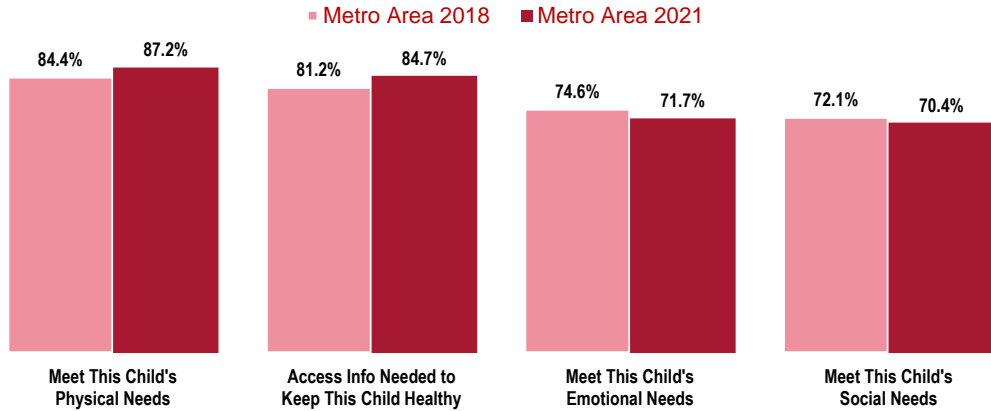 Metro Area 2018 Metro Area 2021
84.4% 87.2% 81.2% 84.7% 74.6% 71.7% 72.1% 70.4%
Meet This Child's
Physical Needs
Access Info Needed to
Keep This Child Healthy
Meet This Child's
Emotional Needs
Meet This Child's
Social Needs